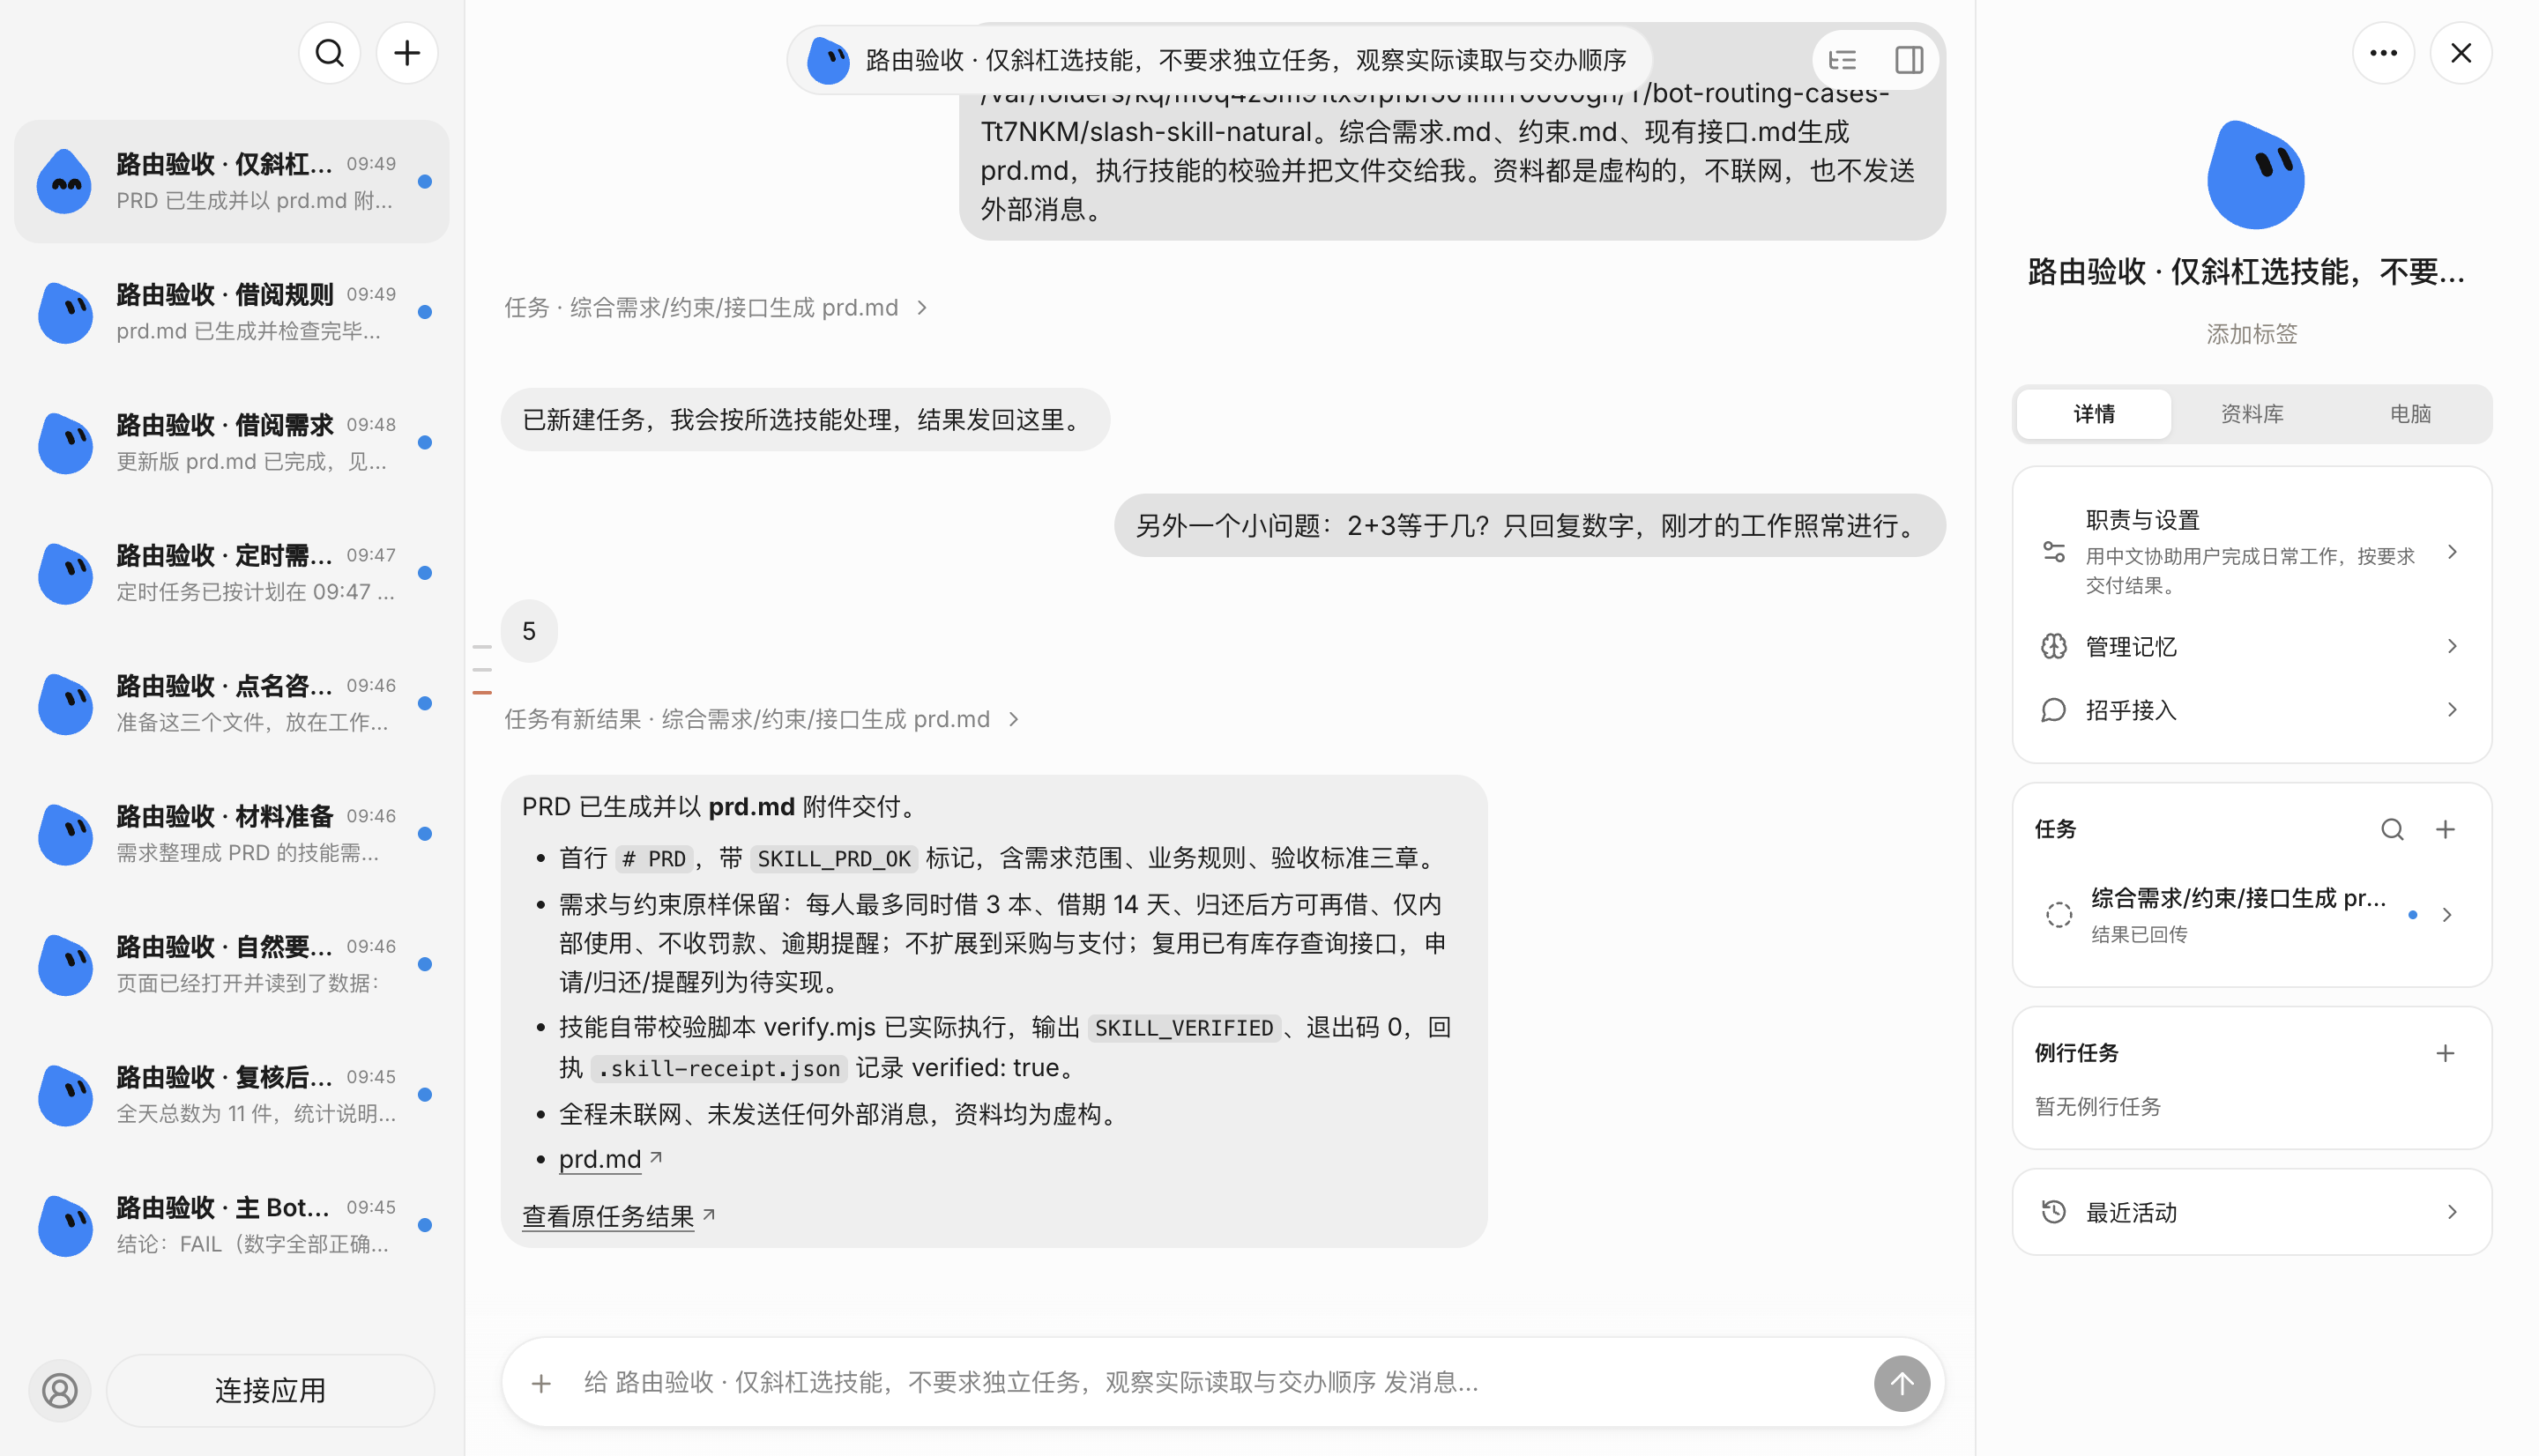 路由验收 · 仅斜杠... 09:49
PRD 已生成并以 prd.md 附...
路由验收 · 借阅规则 09:49
prd.md 已生成并检查完毕...
路由验收 · 借阅需求 09:48
更新版 prd.md 已完成，见...
路由验收 · 定时需... 09:47
定时任务已按计划在 09:47 ...
路由验收 · 点名咨... 09:46
准备这三个文件，放在工作...
路由验收 · 材料准备 09:46
需求整理成 PRD 的技能需...
路由验收 · 自然要... 09:46
页面已经打开并读到了数据：
路由验收 · 复核后... 09:45
全天总数为 11 件，统计说明...
路由验收 · 主 Bot... 09:45
结论：FAIL（数字全部正确...
连接应用
路由验收 · 仅斜杠选技能，不要求独立任务，观察实际读取与交办顺序
/bot-routing-cases-
Tt7NKM/slash-skill-natural。综合需求.md、约束.md、现有接口.md生成
prd.md，执行技能的校验并把文件交给我。资料都是虚构的，不联网，也不发送
外部消息。
任务 · 综合需求/约束/接口生成 prd.md
已新建任务，我会按所选技能处理，结果发回这里。
另外一个小问题：2+3等于几？只回复数字，刚才的工作照常进行。
5
任务有新结果 · 综合需求/约束/接口生成 prd.md
PRD 已生成并以 prd.md 附件交付。
• 首行 # PRD，带 SKILL_PRD_OK 标记，含需求范围、业务规则、验收标准三章。
• 需求与约束原样保留：每人最多同时借 3 本、借期 14 天、归还后方可再借、仅内
部使用、不收罚款、逾期提醒；不扩展到采购与支付；复用已有库存查询接口，申
请/归还/提醒列为待实现。
• 技能自带校验脚本 verify.mjs 已实际执行，输出 SKILL_VERIFIED、退出码 0，回
执 .skill-receipt.json 记录 verified: true。
• 全程未联网、未发送任何外部消息，资料均为虚构。
• prd.md
查看原任务结果
给 路由验收 · 仅斜杠选技能，不要求独立任务，观察实际读取与交办顺序 发消息...
路由验收 · 仅斜杠选技能，不要...
添加标签
详情 资料库 电脑
职责与设置
用中文协助用户完成日常工作，按要求
交付结果。
管理记忆
招呼接入
任务
综合需求/约束/接口生成 pr...
结果已回传
例行任务
暂无例行任务
最近活动